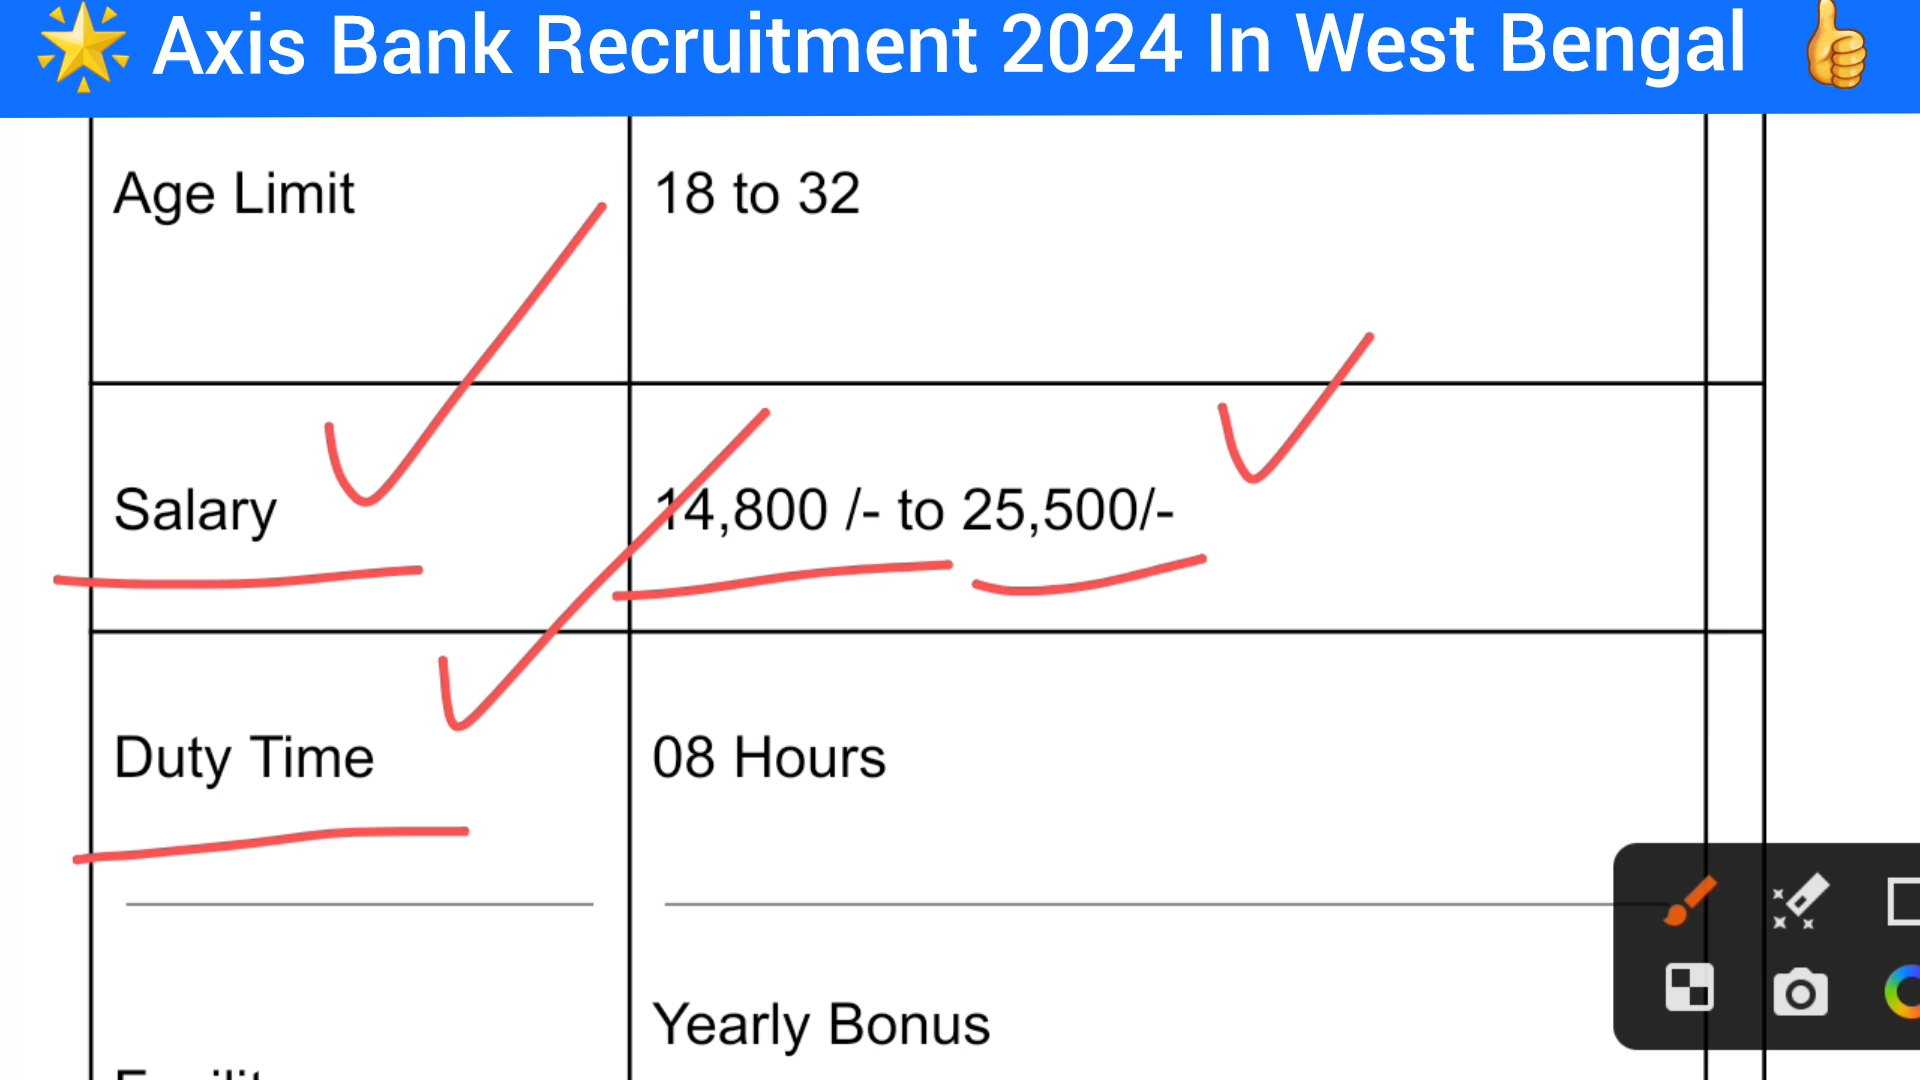 Axis Bank Recruitment 2024 In West Bengal
Age Limit 18 to 32
Salary 14,800 /- to 25,500/-
Duty Time 08 Hours
Yearly Bonus